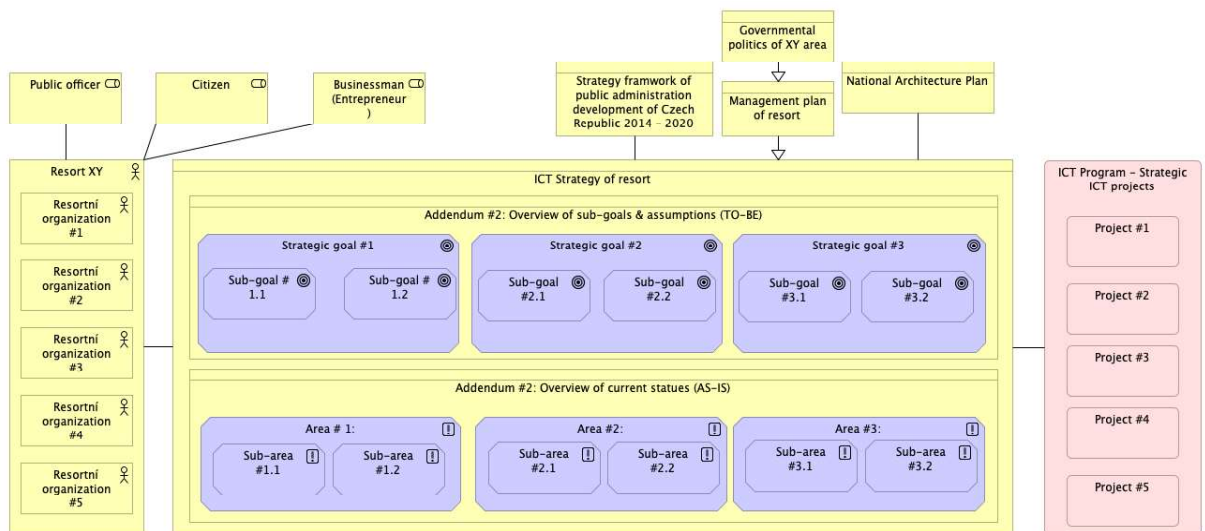 Governmental
politics of XY area
Public officer
Citizen
Businessman
(Entrepreneur
)
Strategy framwork of
public administration
development of Czech
Republic 2014 – 2020
Management plan
of resort
National Architecture Plan
Resort XY
Resortní
organization
#1
Resortní
organization
#2
Resortní
organization
#3
Resortní
organization
#4
Resortní
organization
#5
ICT Strategy of resort
Addendum #2: Overview of sub-goals & assumptions (TO-BE)
Strategic goal #1
Sub-goal #
1.1
Sub-goal #
1.2
Strategic goal #2
Sub-goal
#2.1
Sub-goal
#2.2
Strategic goal #3
Sub-goal
#3.1
Sub-goal
#3.2
Addendum #2: Overview of current statues (AS-IS)
Area # 1:
Sub-area
#1.1
Sub-area
#1.2
Area #2:
Sub-area
#2.1
Sub-area
#2.2
Area #3:
Sub-area
#3.1
Sub-area
#3.2
ICT Program – Strategic
ICT projects
Project #1
Project #2
Project #3
Project #4
Project #5